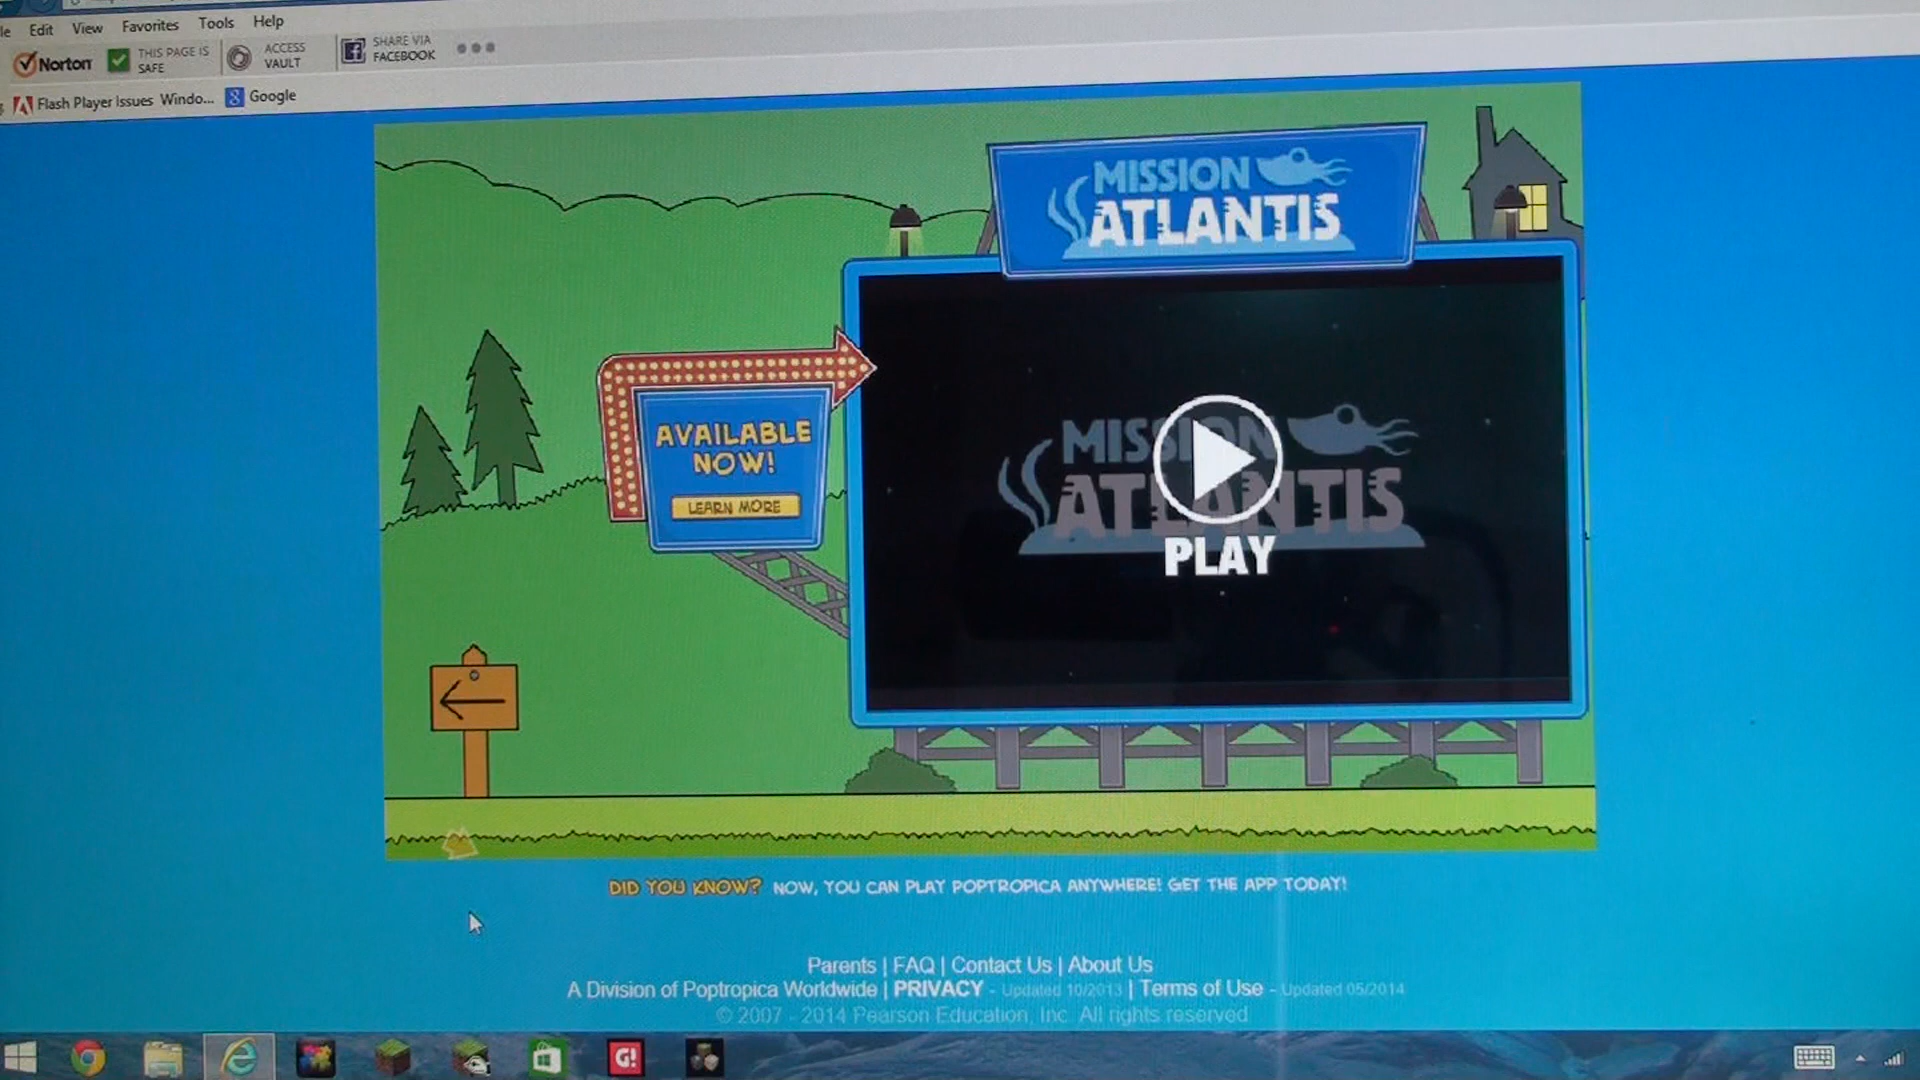 Edit View Favorites Tools Help
Norton THIS PAGE IS SAFE ACCESS VAULT SHARE VIA FACEBOOK
Flash Player Issues Windo... Google
MISSION
ATLANTIS
AVAILABLE
NOW!
LEARN MORE
MISSION
ATLANTIS
PLAY
DID YOU KNOW? NOW, YOU CAN PLAY POPTROPICA ANYWHERE! GET THE APP TODAY!
Parents | FAQ | Contact Us | About Us
A Division of Poptropica Worldwide | PRIVACY - Updated 10/2013 | Terms of Use - Updated 05/2014
© 2007 - 2014 Pearson Education, Inc. All rights reserved
G!